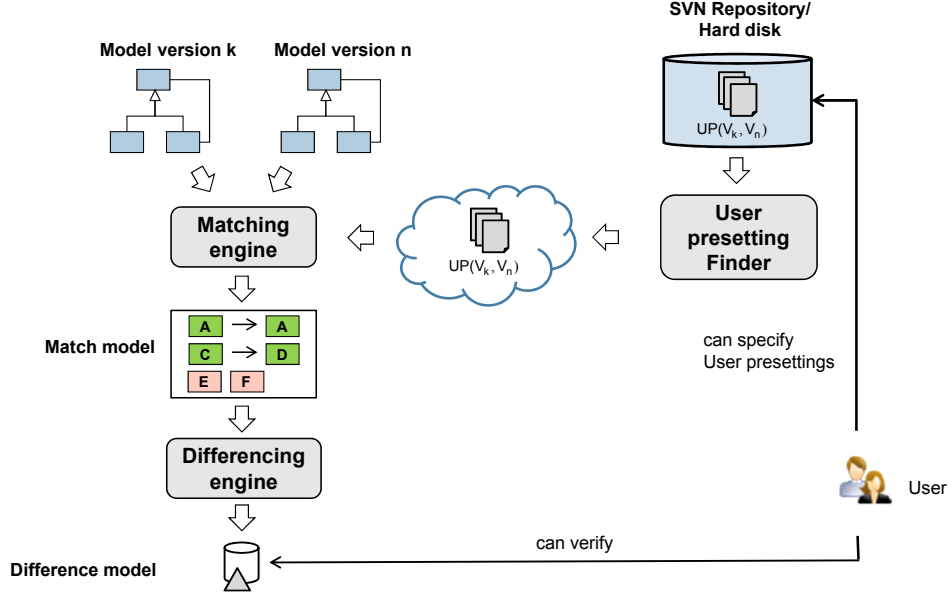 SVN Repository/
Hard disk
Model version k
Model version n
UP(Vk, Vn)
Matching
engine
UP(Vk, Vn)
User
presetting
Finder
A
A
Match model
C
D
E
F
can specify
User presettings
Differencing
engine
User
can verify
Difference model